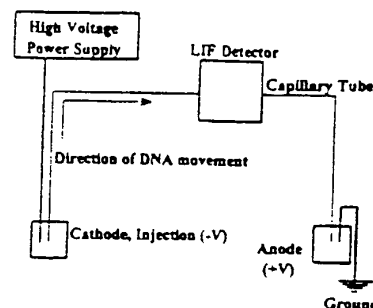 High Voltage
Power Supply
LIF Detector
Capillary Tube
Direction of DNA movement
Cathode, Injection (-V)
Anode
(+V)
Ground